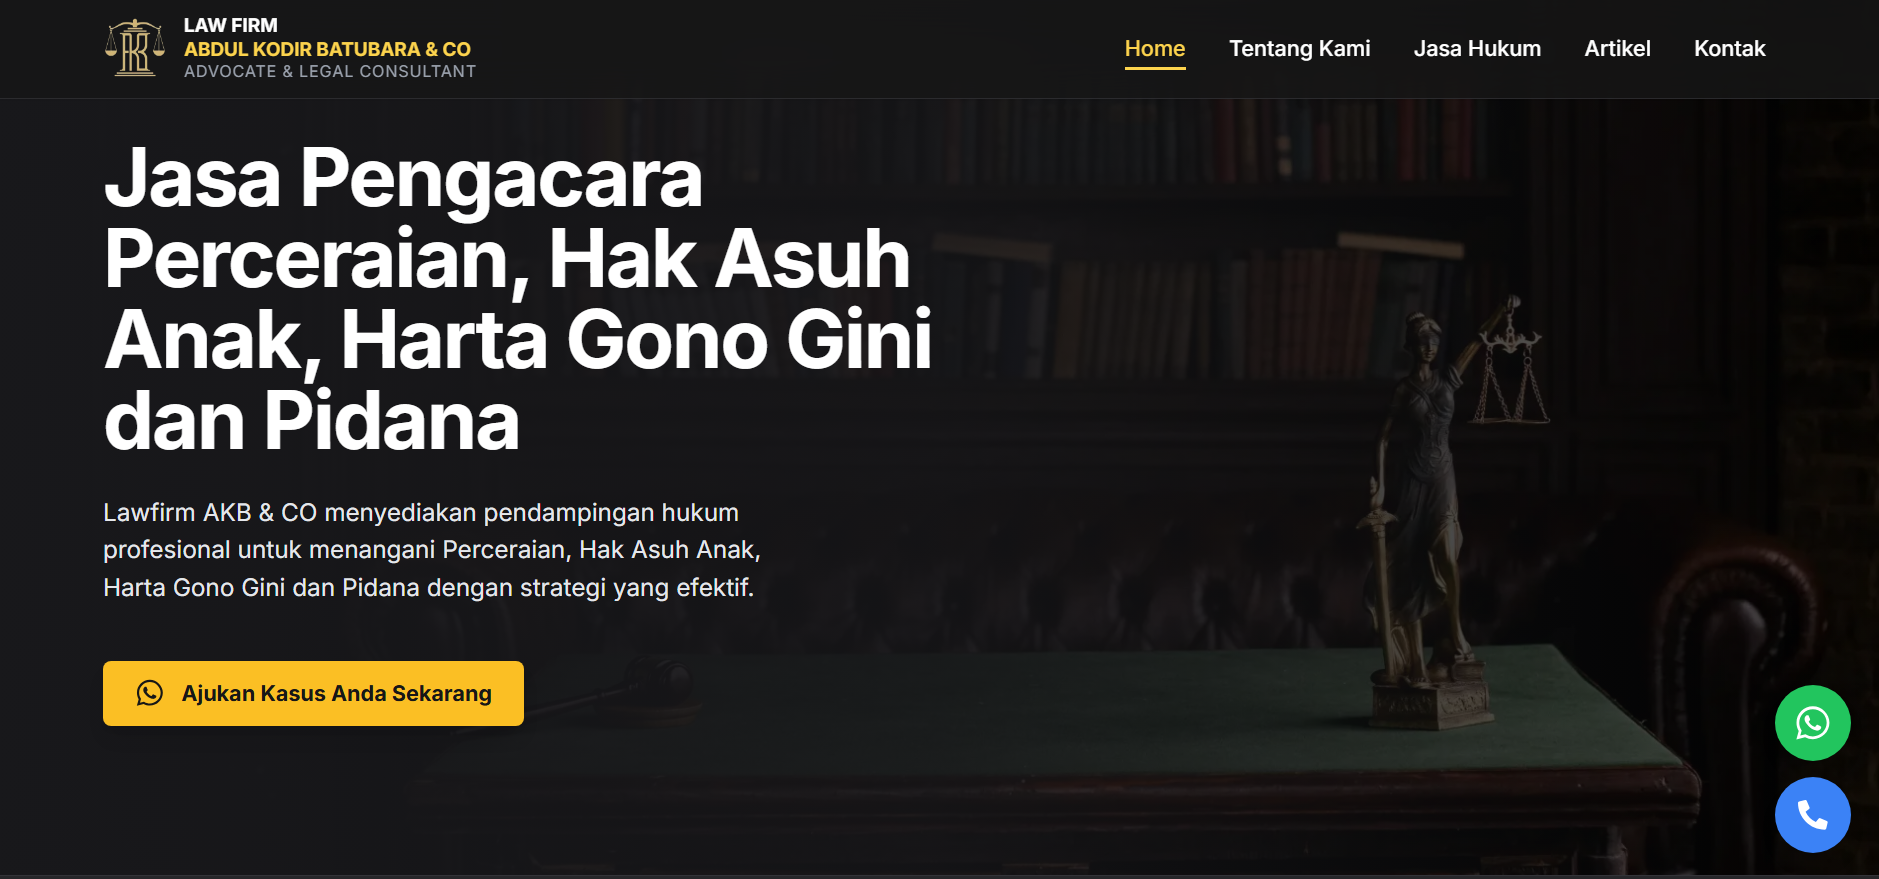 LAW FIRM
ABDUL KODIR BATUBARA & CO
ADVOCATE & LEGAL CONSULTANT
Home
Tentang Kami
Jasa Hukum
Artikel
Kontak
Jasa Pengacara
Perceraian, Hak Asuh
Anak, Harta Gono Gini
dan Pidana
Lawfirm AKB & CO menyediakan pendampingan hukum
profesional untuk menangani Perceraian, Hak Asuh Anak,
Harta Gono Gini dan Pidana dengan strategi yang efektif.
Ajukan Kasus Anda Sekarang